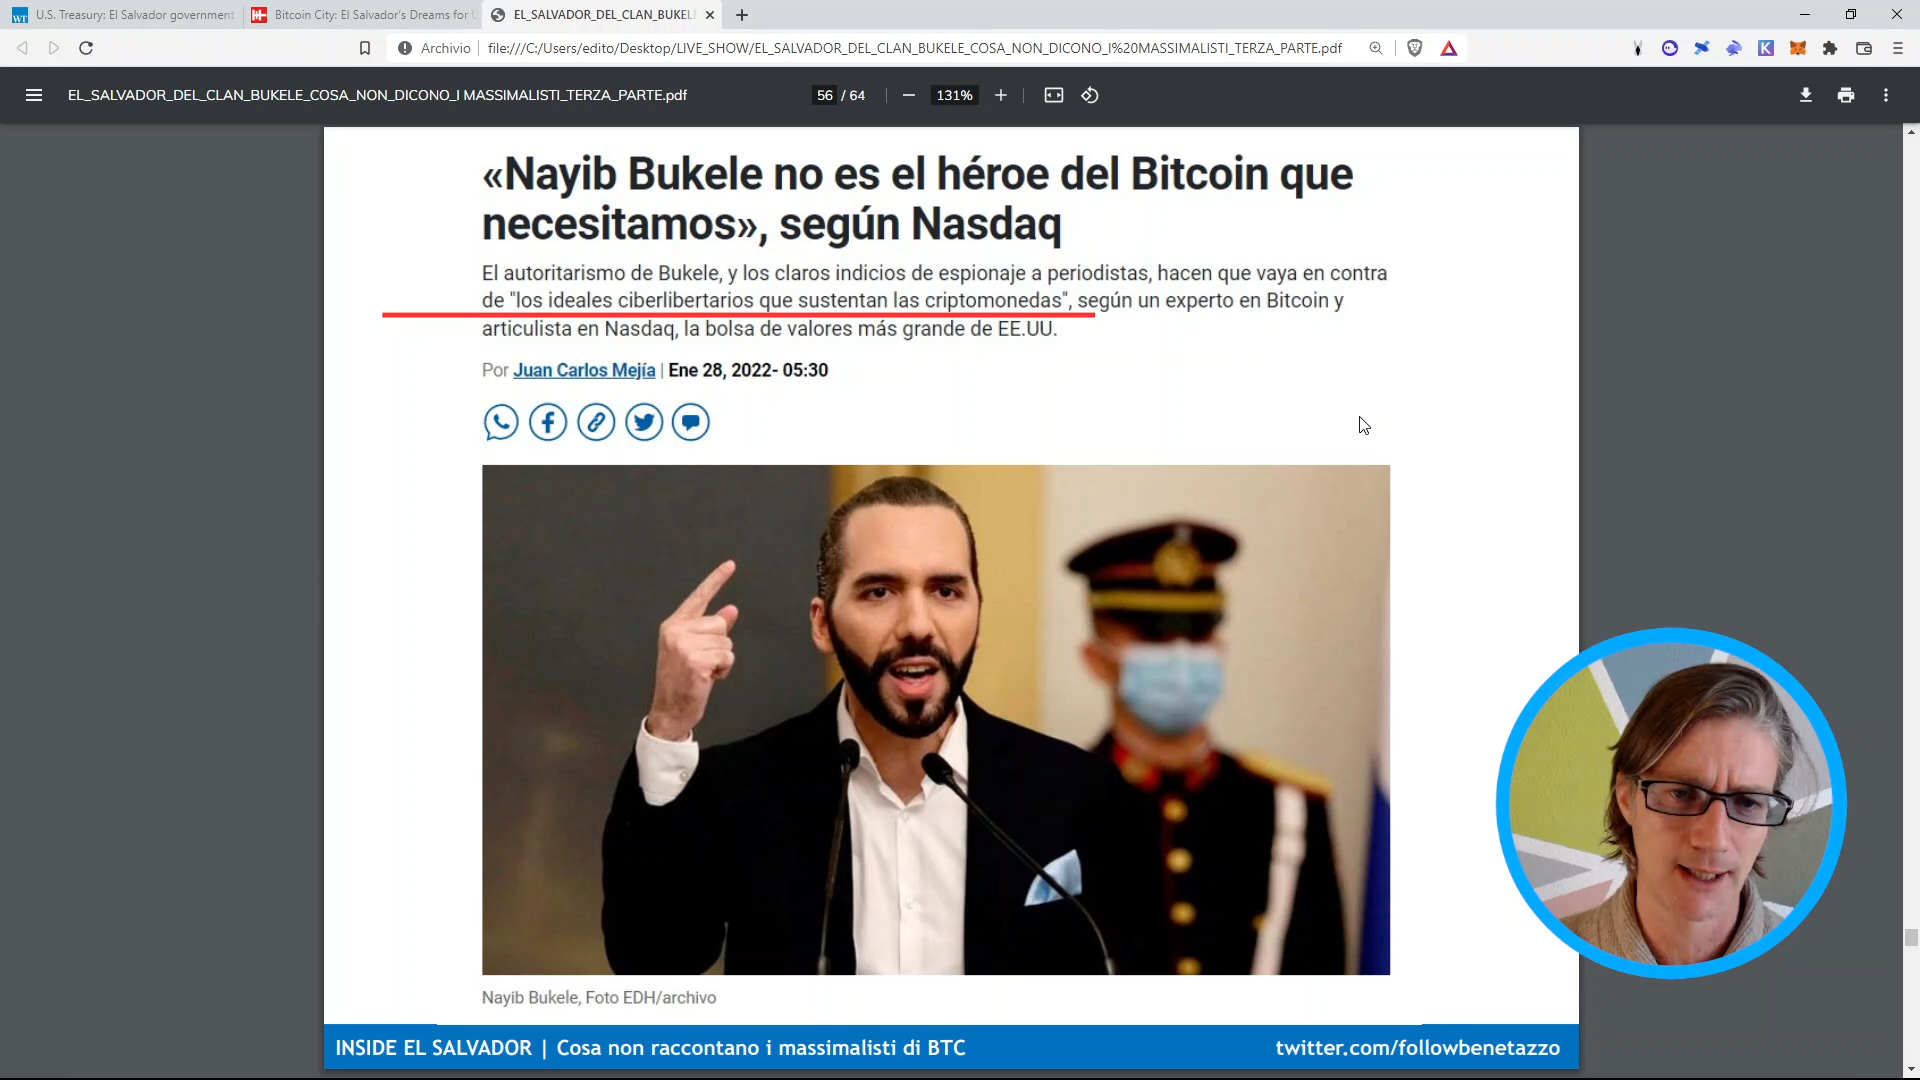 U.S. Treasury: El Salvador government
Bitcoin City: El Salvador's Dreams for
EL_SALVADOR_DEL_CLAN_BUKEL
Archivio
file:///C:/Users/edito/Desktop/LIVE_SHOW/EL_SALVADOR_DEL_CLAN_BUKELE_COSA_NON_DICONO_I%20MASSIMALISTI_TERZA_PARTE.pdf
EL_SALVADOR_DEL_CLAN_BUKELE_COSA_NON_DICONO_I MASSIMALISTI_TERZA_PARTE.pdf
56 / 64
131%
«Nayib Bukele no es el héroe del Bitcoin que
necesitamos», según Nasdaq
El autoritarismo de Bukele, y los claros indicios de espionaje a periodistas, hacen que vaya en contra
de "los ideales ciberlibertarios que sustentan las criptomonedas", según un experto en Bitcoin y
articulista en Nasdaq, la bolsa de valores más grande de EE.UU.
Por Juan Carlos Mejía | Ene 28, 2022- 05:30
Nayib Bukele, Foto EDH/archivo
INSIDE EL SALVADOR | Cosa non raccontano i massimalisti di BTC
twitter.com/followbenetazzo